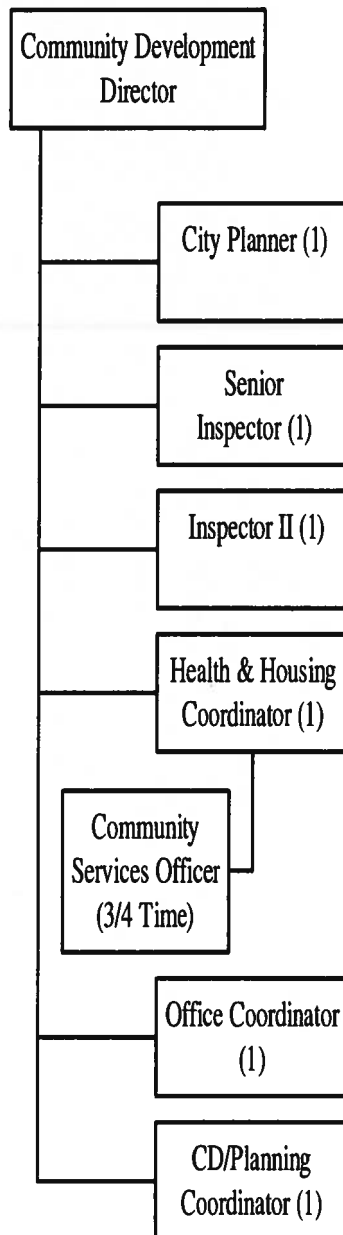 Community Development
Director
City Planner (1)
Senior
Inspector (1)
Inspector II (1)
Health & Housing
Coordinator (1)
Community
Services Officer
(3/4 Time)
Office Coordinator
(1)
CD/Planning
Coordinator (1)